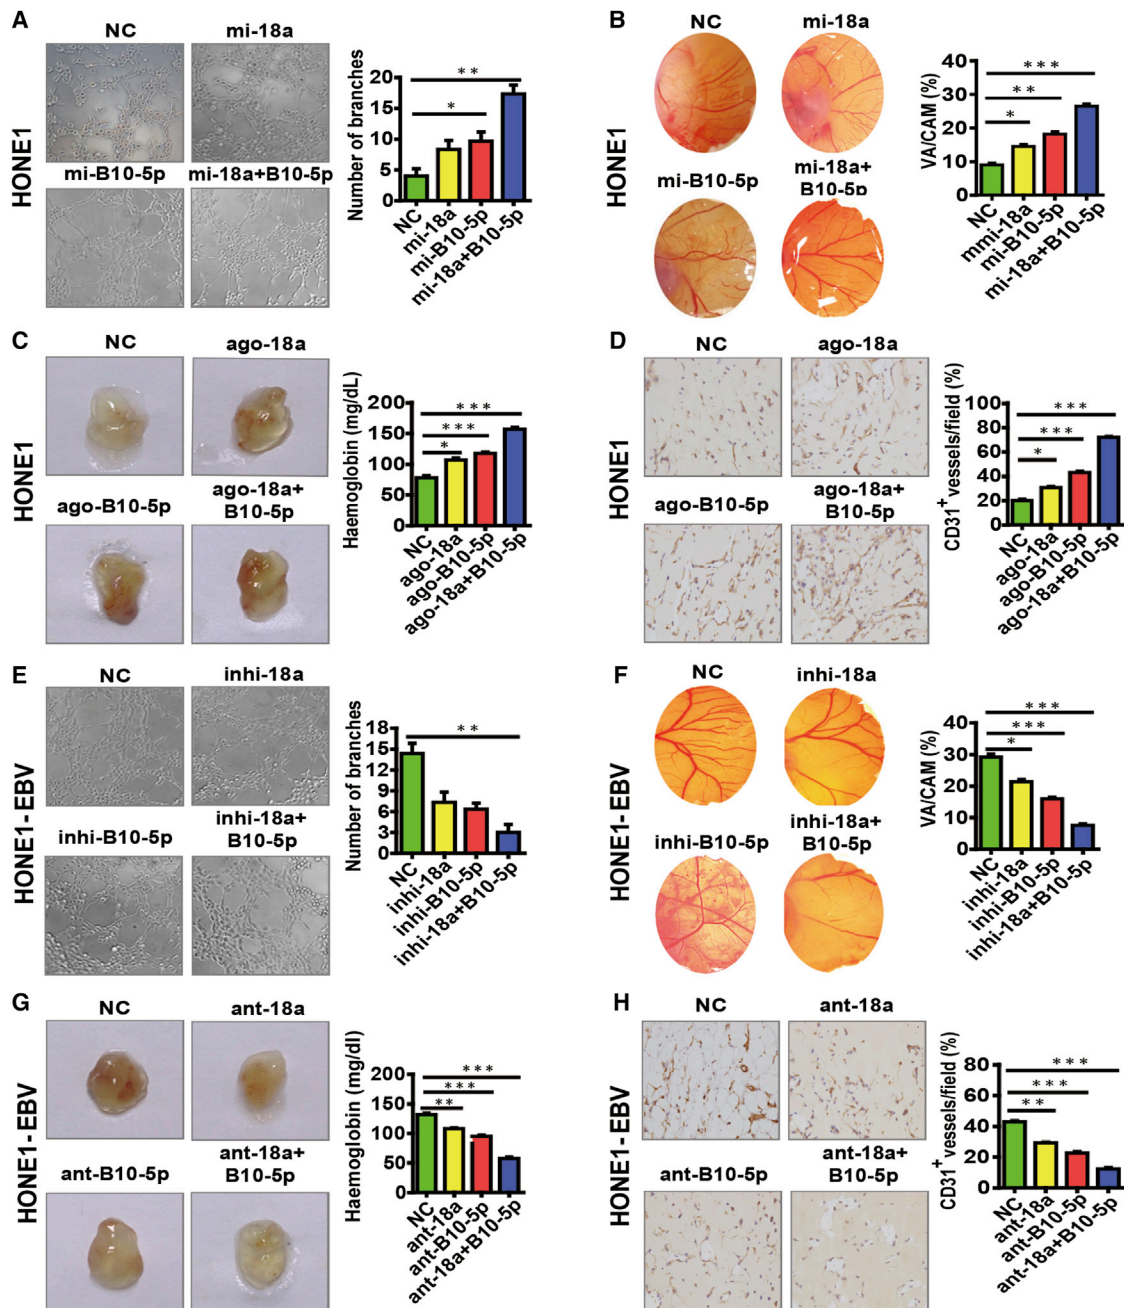 A
NC
mi-18a
HONE1
mi-B10-5p
mi-18a+B10-5p
Number of branches
20
15
10
5
0
* *
*
NC
mi-18a
mi-B10-5p
mi-18a+B10-5p
B
NC
mi-18a
HONE1
mi-B10-5p
mi-18a+
B10-5p
VA/CAM (%)
40
30
20
10
0
* * *
* *
*
NC
mmi-18a
mi-B10-5p
mi-18a+B10-5p
C
NC
ago-18a
HONE1
ago-B10-5p
ago-18a+
B10-5p
Haemoglobin (mg/dL)
200
150
100
50
0
* * *
* * *
*
NC
ago-18a
ago-B10-5p
ago-18a+B10-5p
D
NC
ago-18a
HONE1
ago-B10-5p
ago-18a+
B10-5p
CD31+ vessels/field (%)
100
80
60
40
20
0
* * *
* * *
*
NC
ago-18a
ago-B10-5p
ago-18a+B10-5p
E
NC
inhi-18a
HONE1-EBV
inhi-B10-5p
inhi-18a+
B10-5p
Number of branches
18
15
12
9
6
3
0
* *
NC
inhi-18a
inhi-B10-5p
inhi-18a+B10-5p
F
NC
inhi-18a
HONE1-EBV
inhi-B10-5p
inhi-18a+
B10-5p
VA/CAM (%)
40
30
20
10
0
* * *
* * *
*
NC
inhi-18a
inhi-B10-5p
inhi-18a+B10-5p
G
NC
ant-18a
HONE1-EBV
ant-B10-5p
ant-18a+
B10-5p
Haemoglobin (mg/dl)
200
150
100
50
0
* * *
* * *
* *
NC
ant-18a
ant-B10-5p
ant-18a+B10-5p
H
NC
ant-18a
HONE1-EBV
ant-B10-5p
ant-18a+
B10-5p
CD31+ vessels/field (%)
80
60
40
20
0
* * *
* * *
* *
NC
ant-18a
ant-B10-5p
ant-18a+B10-5p